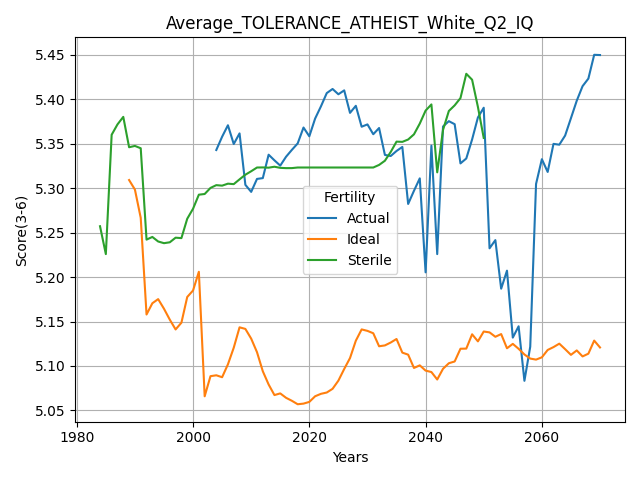 Average_TOLERANCE_ATHEIST_White_Q2_IQ
Score(3-6)
5.45
5.40
5.35
5.30
5.25
5.20
5.15
5.10
5.05
Fertility
Actual
Ideal
Sterile
1980
2000
2020
2040
2060
Years